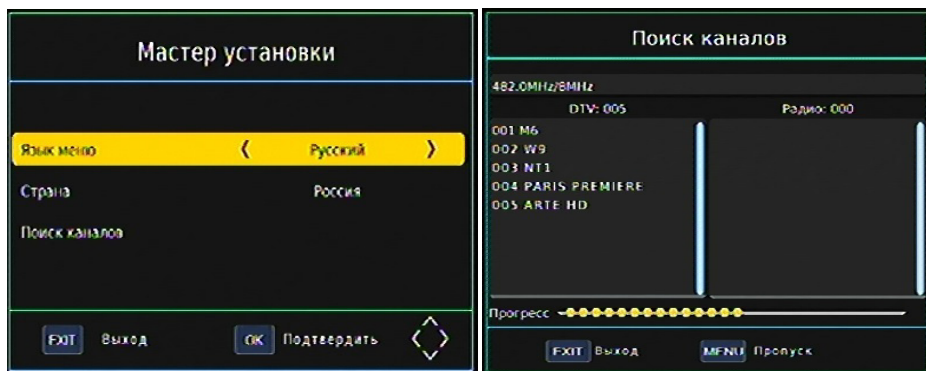 Мастер установки
Язык меню
Русский
Страна
Россия
Поиск каналов
EXIT Выход
OK Подтвердить
Поиск каналов
482.0MHz/8MHz
DTV: 005
Радио: 000
001 M6
002 W9
003 NT1
004 PARIS PREMIERE
005 ARTE HD
Прогресс
EXIT Выход
MENU Пропуск